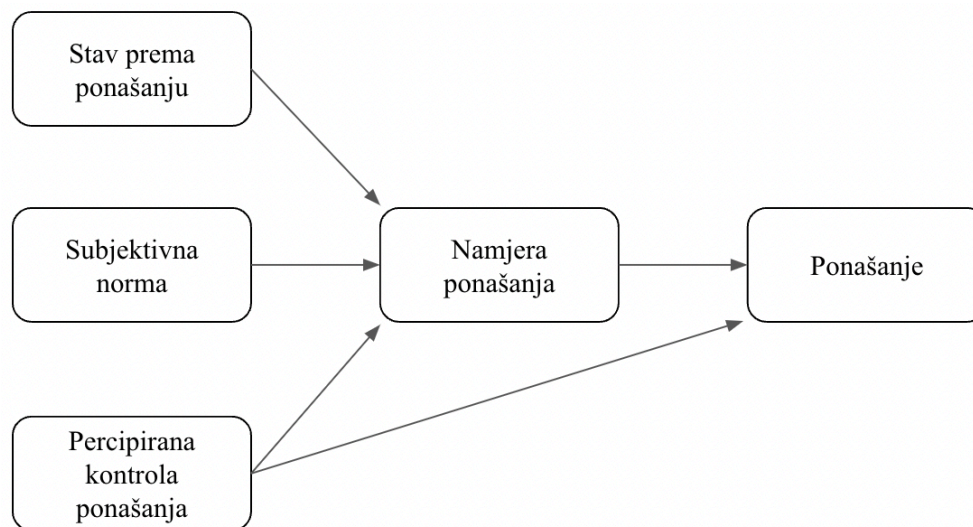 Stav prema
ponašanju
Subjektivna
norma
Namjera
ponašanja
Ponašanje
Percipirana
kontrola
ponašanja